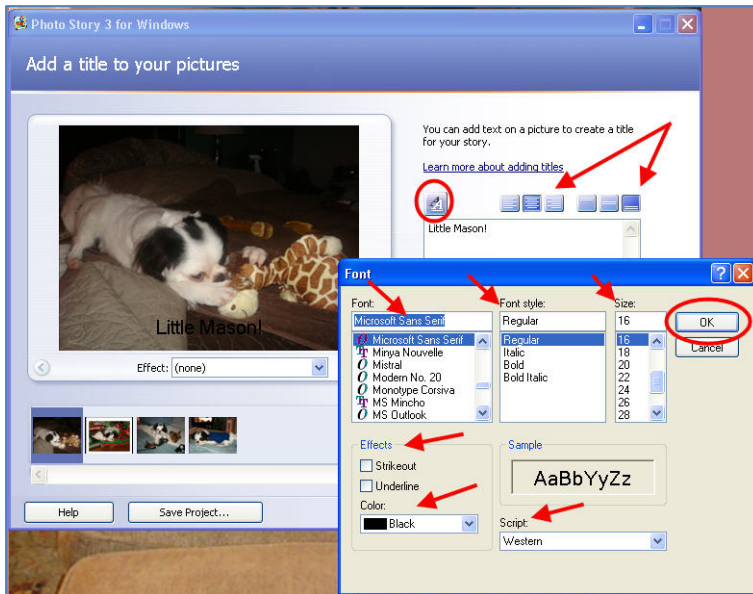 Photo Story 3 for Windows
Add a title to your pictures
You can add text on a picture to create a title
for your story.
Learn more about adding titles
Little Mason!
Little Mason!
Effect: (none)
Help
Save Project...
Font
Font:
Font style:
Size:
Microsoft Sans Serif
Regular
16
OK
Cancel
Microsoft Sans Serif
Minya Nouvelle
Mistral
Modern No. 20
Monotype Corsiva
MS Mincho
MS Outlook
Regular
Italic
Bold
Bold Italic
16
18
20
22
24
26
28
Effects
Strikeout
Underline
Color:
Black
Sample
AaBbYyZz
Script:
Western